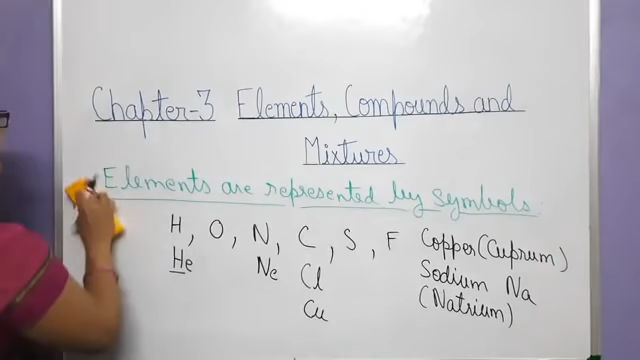 Chapter-3 Elements, Compounds and
Mixtures
Elements are represented by symbols.
H, O, N, C, S, F Copper (Cuprum)
He Ne Cl Sodium Na
Cu (Natrium)